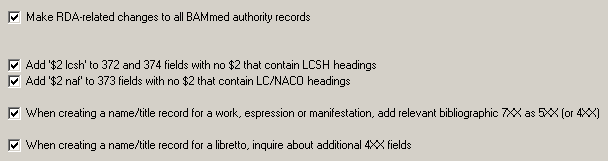 Make RDA-related changes to all BAMmed authority records
Add '$2 lcsh' to 372 and 374 fields with no $2 that contain LCSH headings
Add '$2 naf' to 373 fields with no $2 that contain LC/NACO headings
When creating a name/title record for a work, espression or manifestation, add relevant bibliographic 7XX as 5XX (or 4XX)
When creating a name/title record for a libretto, inquire about additional 4XX fields